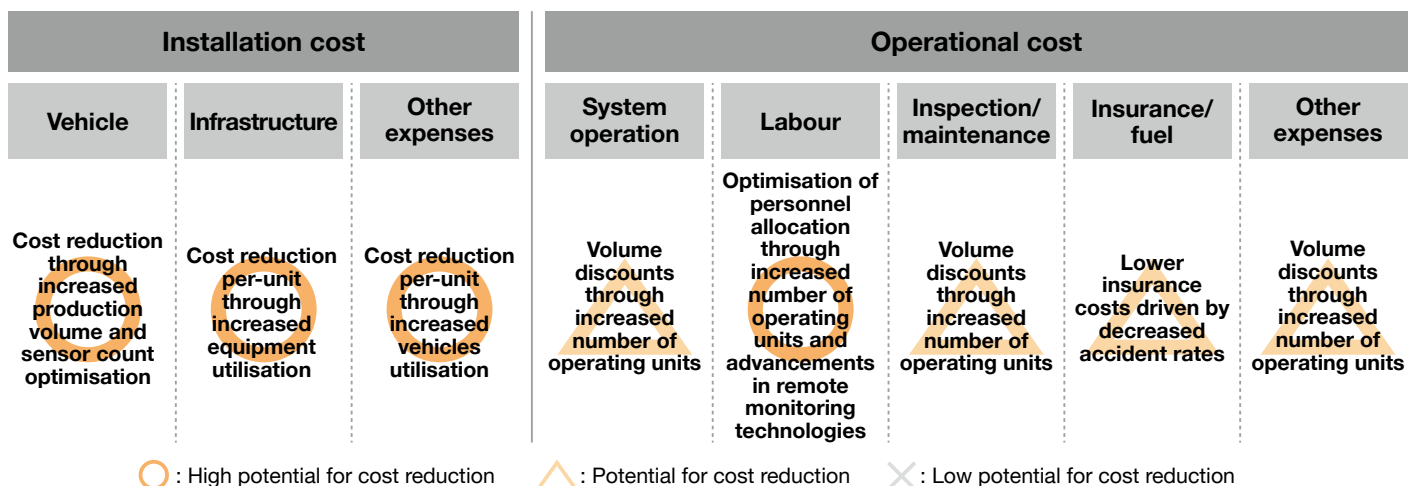 Installation cost
Operational cost
Vehicle
Infrastructure
Other
expenses
System
operation
Labour
Inspection/
maintenance
Insurance/
fuel
Other
expenses
Cost reduction
through
increased
production
volume and
sensor count
optimisation
Cost reduction
per-unit
through
increased
equipment
utilisation
Cost reduction
per-unit
through
increased
vehicles
utilisation
Volume
discounts
through
increased
number of
operating units
Optimisation of
personnel
allocation
through
increased
number of
operating
units and
advancements
in remote
monitoring
technologies
Volume
discounts
through
increased
number of
operating units
Lower
insurance
costs driven by
decreased
accident rates
Volume
discounts
through
increased
number of
operating units
: High potential for cost reduction
: Potential for cost reduction
: Low potential for cost reduction